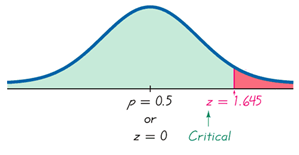 p = 0.5 z = 1.645
or
z = 0 Critical